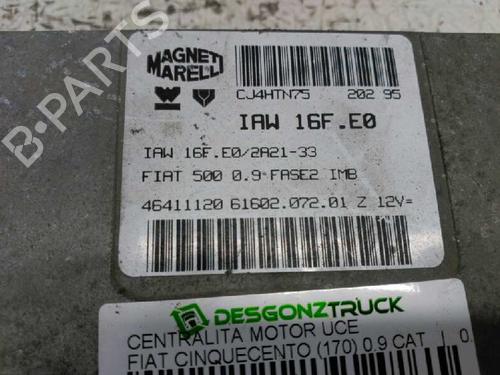 MAGNETI
MARELLI
CJ4HTN75 202 95
IAW 16F.E0
IAW 16F.E0/2A21-33
FIAT 500 0.9 FASE2 IMB
46411120 61602.072.01 Z 12V=
DESGONZTRUCK
CENTRALITA MOTOR UCE
FIAT CINQUECENTO (170) 0.9 CAT | 0.
B-PARTS